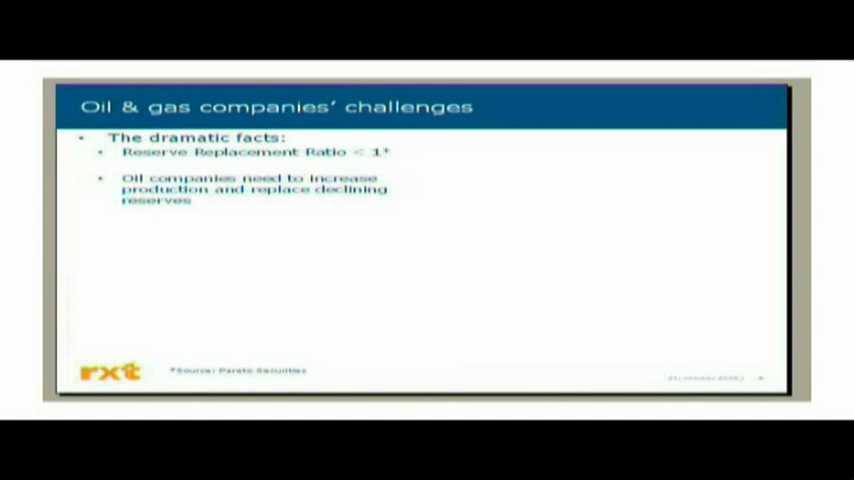 Oil & gas companies' challenges
• The dramatic facts:
• Reserve Replacement Ratio < 1*
• Oil companies need to increase
production and replace declining
reserves
rxt
*Source: Pareto Securities